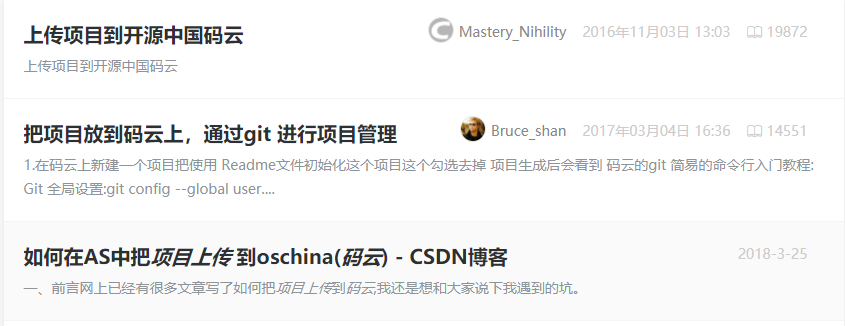 上传项目到开源中国码云 Mastery_Nihility 2016年11月03日 13:03 19872
上传项目到开源中国码云
把项目放到码云上，通过git 进行项目管理 Bruce_shan 2017年03月04日 16:36 14551
1.在码云上新建一个项目把使用 Readme文件初始化这个项目这个勾选去掉 项目生成后会看到 码云的git 简易的命令行入门教程:
Git 全局设置:git config --global user....
如何在AS中把项目上传 到oschina(码云) - CSDN博客 2018-3-25
一、前言网上已经有很多文章写了如何把项目上传到码云,我还是想和大家说下我遇到的坑。